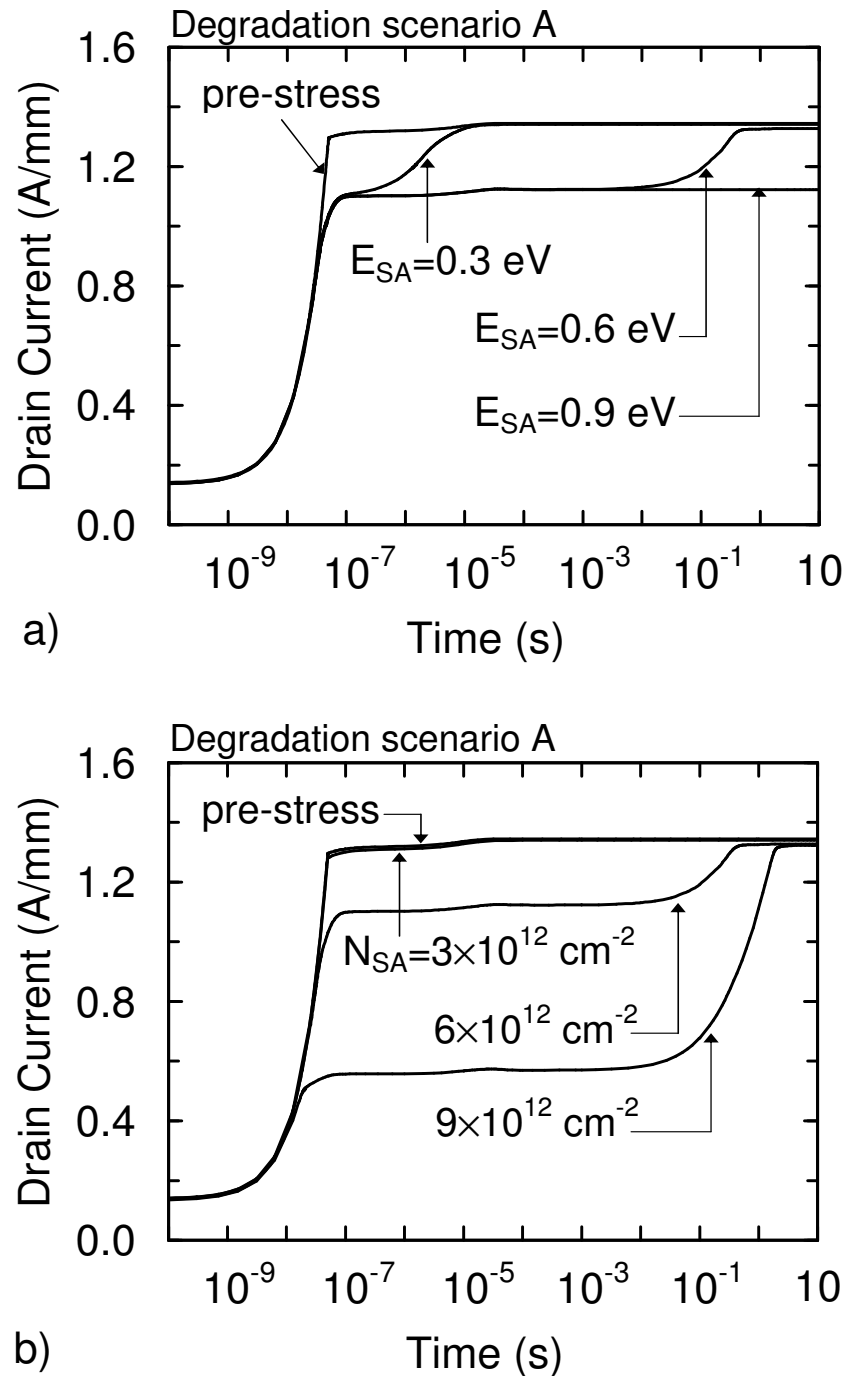 Degradation scenario A
1.6
1.2
0.8
0.4
0.0
Drain Current (A/mm)
pre-stress
E_SA=0.3 eV
E_SA=0.6 eV
E_SA=0.9 eV
10^-9 10^-7 10^-5 10^-3 10^-1 10
a)
Time (s)
Degradation scenario A
1.6
1.2
0.8
0.4
0.0
Drain Current (A/mm)
pre-stress
N_SA=3×10^12 cm^-2
6×10^12 cm^-2
9×10^12 cm^-2
10^-9 10^-7 10^-5 10^-3 10^-1 10
b)
Time (s)